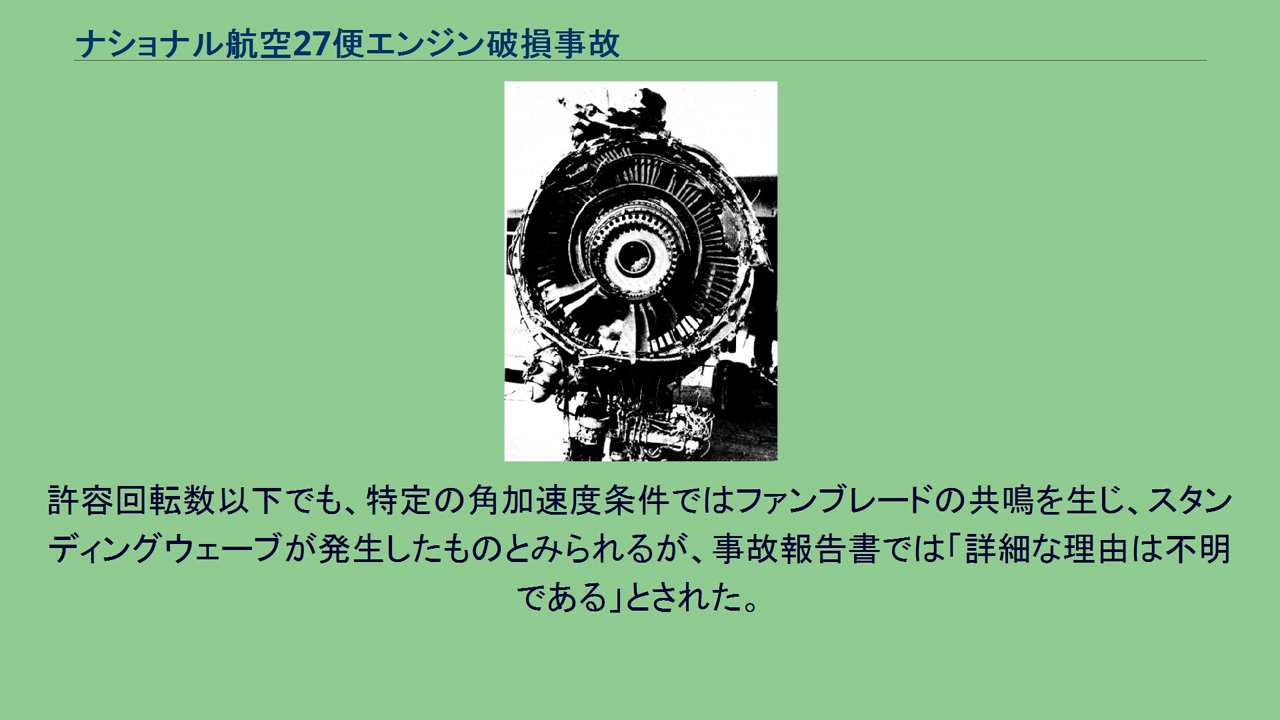 ナショナル航空27便エンジン破損事故
許容回転数以下でも、特定の角加速度条件ではファンブレードの共鳴を生じ、スタン
ディングウェーブが発生したものとみられるが、事故報告書では「詳細な理由は不明
である」とされた。